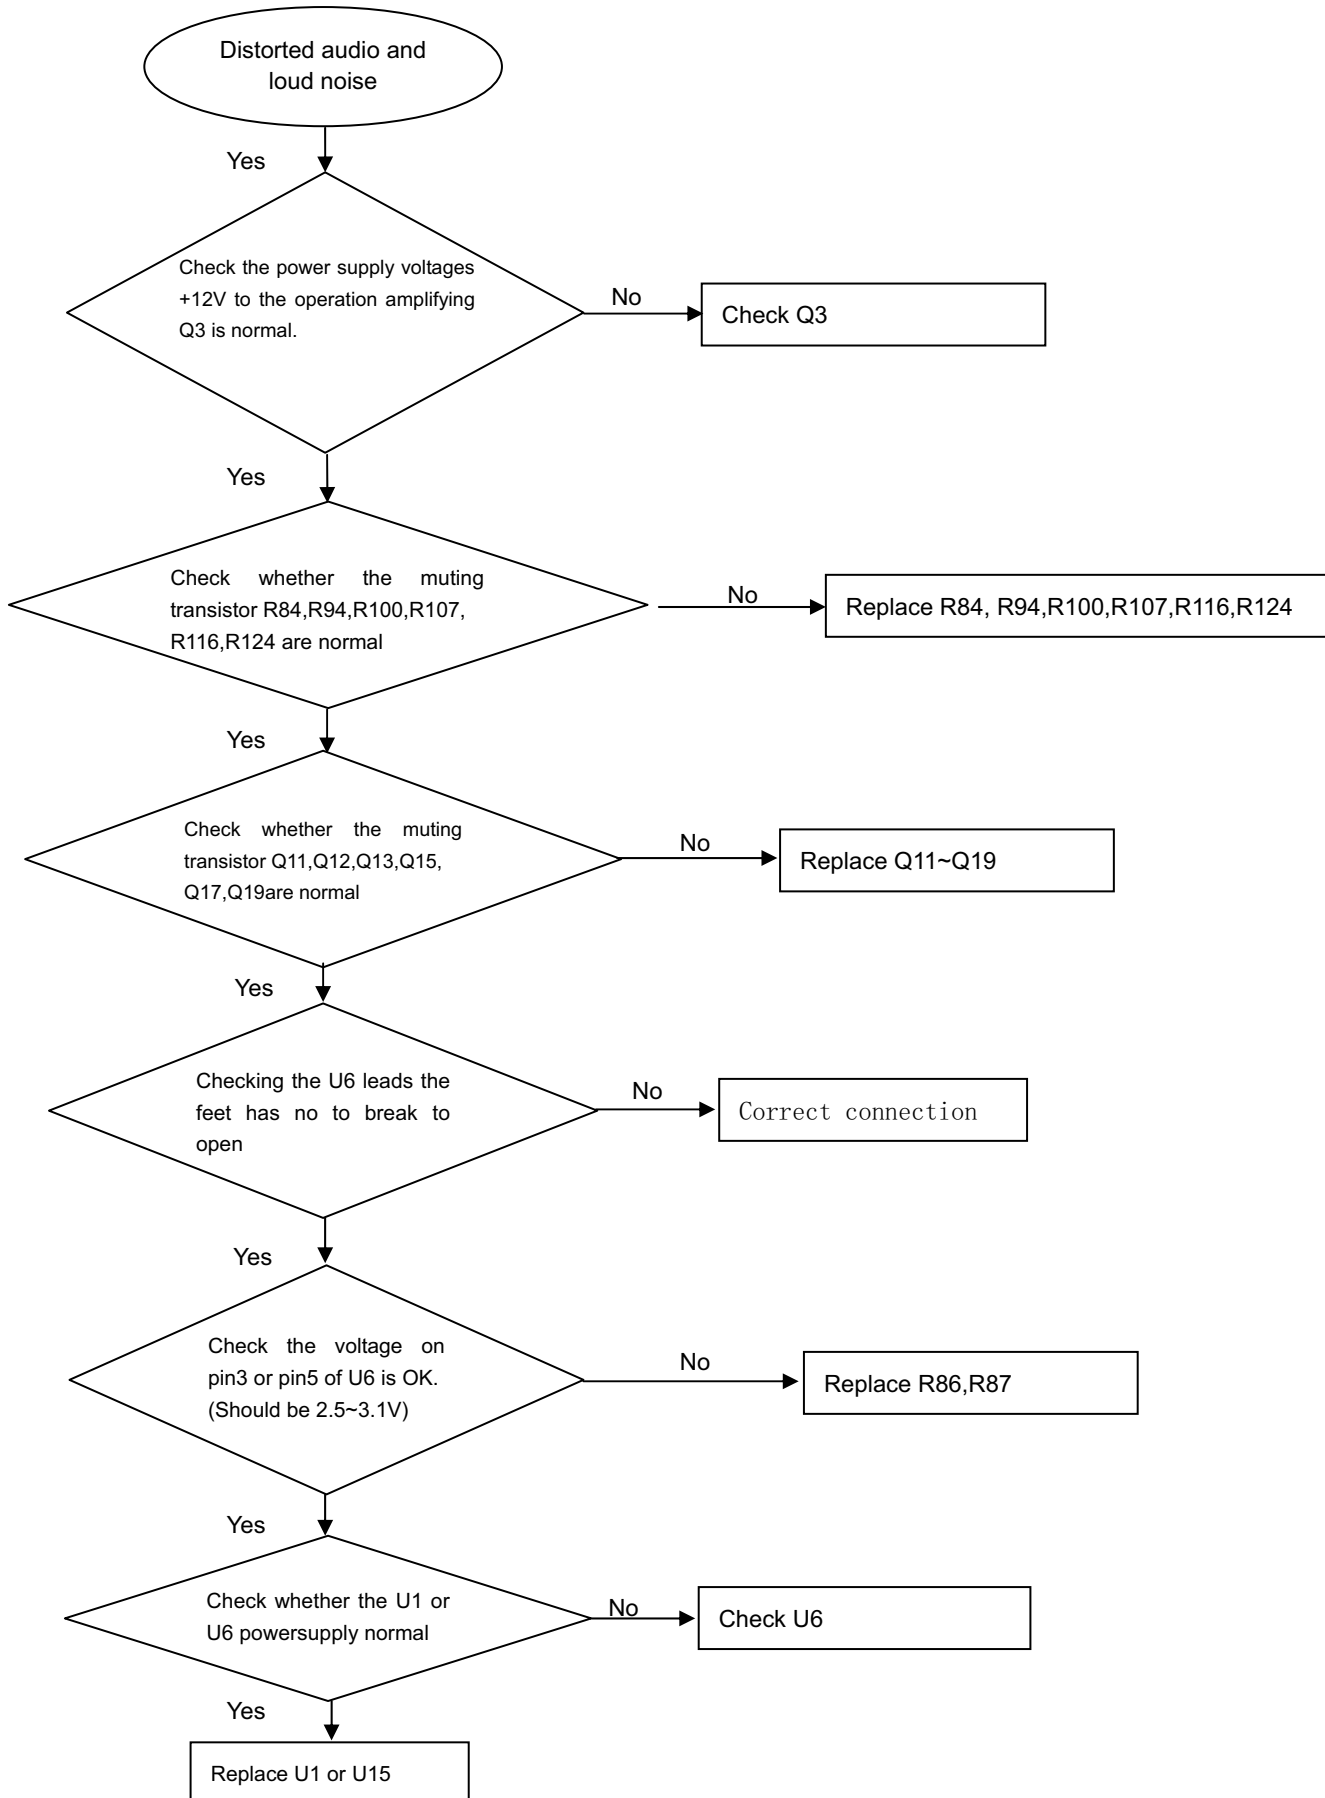 Distorted audio and
loud noise
Yes
Check the power supply voltages
+12V to the operation amplifying
Q3 is normal.
No
Check Q3
Yes
Check whether the muting
transistor R84,R94,R100,R107,
R116,R124 are normal
No
Replace R84, R94,R100,R107,R116,R124
Yes
Check whether the muting
transistor Q11,Q12,Q13,Q15,
Q17,Q19are normal
No
Replace Q11~Q19
Yes
Checking the U6 leads the
feet has no to break to
open
No
Correct connection
Yes
Check the voltage on
pin3 or pin5 of U6 is OK.
(Should be 2.5~3.1V)
No
Replace R86,R87
Yes
Check whether the U1 or
U6 powersupply normal
No
Check U6
Yes
Replace U1 or U15